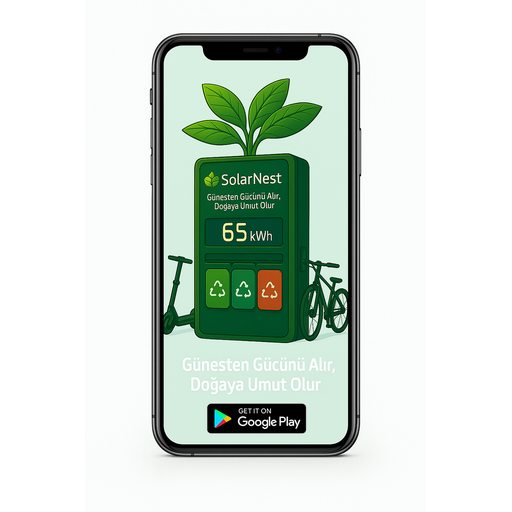 SolarNest
Günesten Gücünü Alır,
Doğaya Umut Olur
65 kWh
Günesten Gücünü Alır,
Doğaya Umut Olur
GET IT ON
Google Play